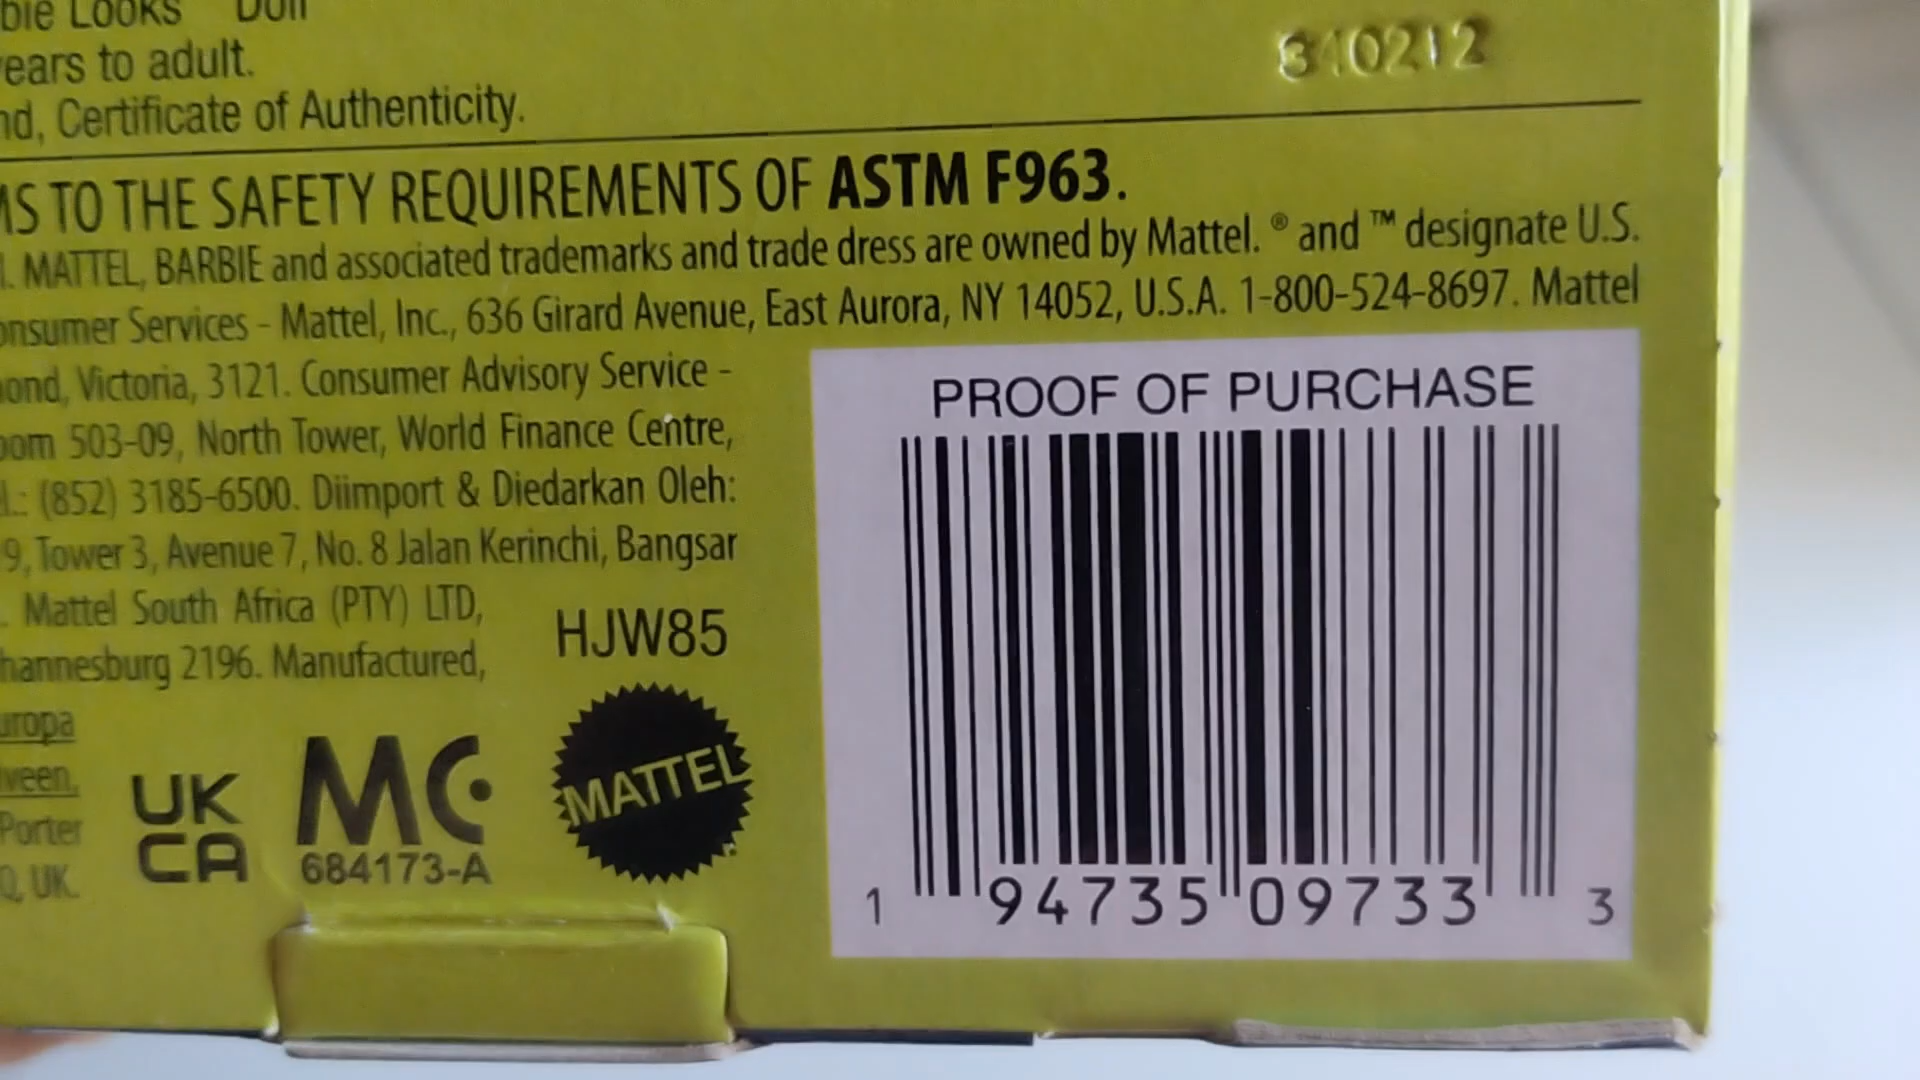 bie Looks™ Doll
ears to adult.
nd, Certificate of Authenticity.
340212
MS TO THE SAFETY REQUIREMENTS OF ASTM F963.
. MATTEL, BARBIE and associated trademarks and trade dress are owned by Mattel. ® and ™ designate U.S.
onsumer Services - Mattel, Inc., 636 Girard Avenue, East Aurora, NY 14052, U.S.A. 1-800-524-8697. Mattel
ond, Victoria, 3121. Consumer Advisory Service -
oom 503-09, North Tower, World Finance Centre,
l.: (852) 3185-6500. Diimport & Diedarkan Oleh:
9, Tower 3, Avenue 7, No. 8 Jalan Kerinchi, Bangsar
. Mattel South Africa (PTY) LTD,
hannesburg 2196. Manufactured,
uropa
veen,
Porter
Q, UK.
UK
CA
MC
684173-A
HJW85
MATTEL
PROOF OF PURCHASE
1 94735 09733 3